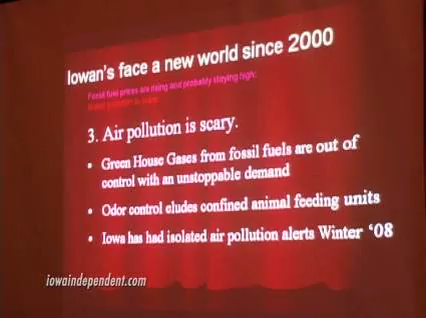 Iowan's face a new world since 2000
Fossil fuel prices are rising and probably staying high:
3. Air pollution is scary.
• Green House Gases from fossil fuels are out of
control with an unstoppable demand
• Odor control eludes confined animal feeding units
• Iowa has had isolated air pollution alerts Winter '08
iowaindependent.com